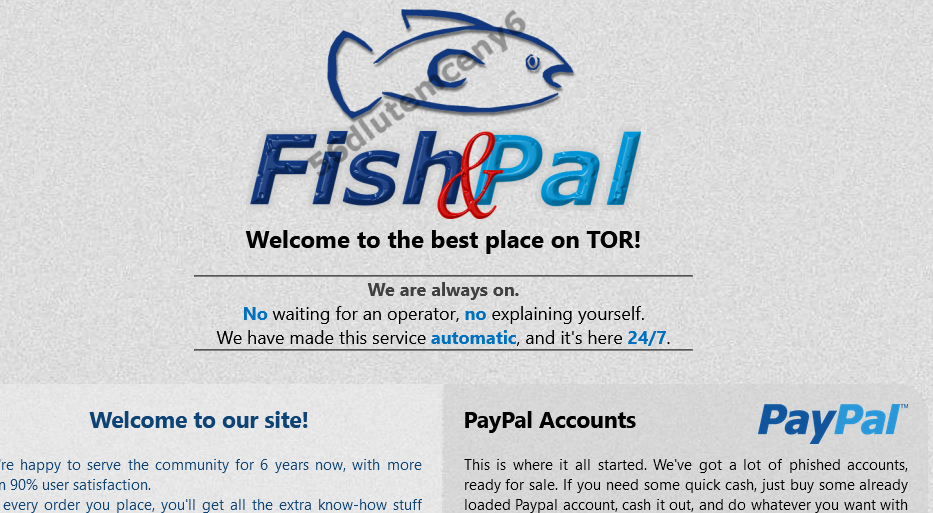 56dlutemceny6
Fish&Pal
Welcome to the best place on TOR!
We are always on.
No waiting for an operator, no explaining yourself.
We have made this service automatic, and it's here 24/7.
Welcome to our site!
're happy to serve the community for 6 years now, with more
n 90% user satisfaction.
every order you place, you'll get all the extra know-how stuff
PayPal Accounts
PayPal™
This is where it all started. We've got a lot of phished accounts,
ready for sale. If you need some quick cash, just buy some already
loaded Paypal account, cash it out, and do whatever you want with